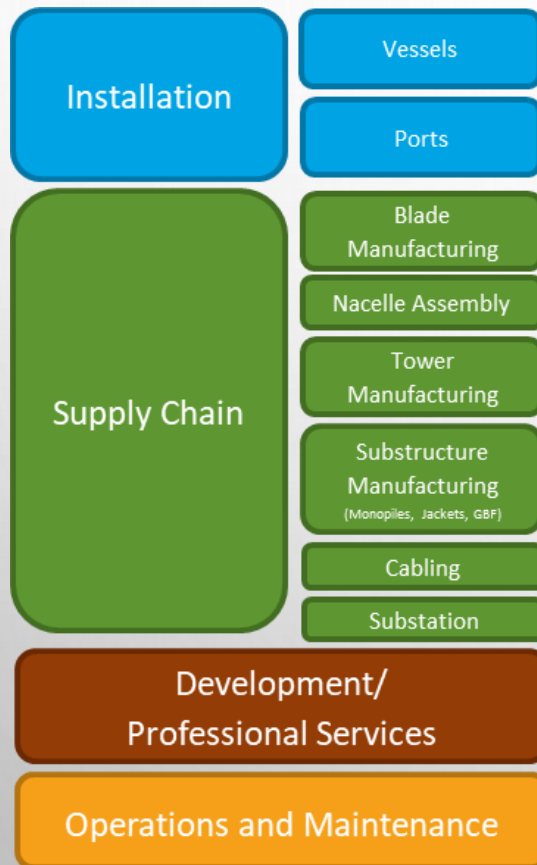 Installation
Vessels
Ports
Supply Chain
Blade
Manufacturing
Nacelle Assembly
Tower
Manufacturing
Substructure
Manufacturing
(Monopiles, Jackets, GBF)
Cabling
Substation
Development/
Professional Services
Operations and Maintenance